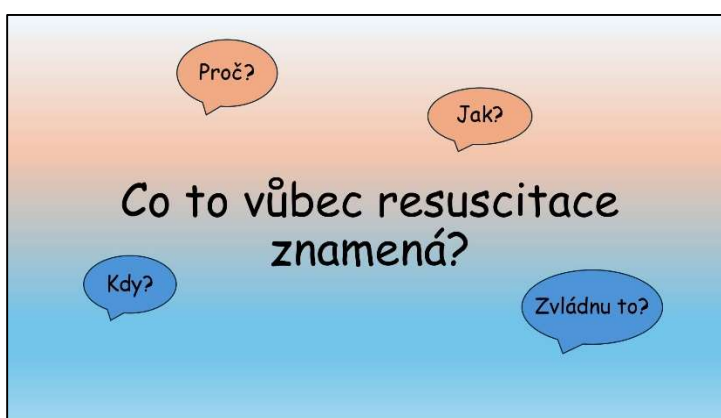 Proč?
Jak?
Co to vůbec resuscitace
znamená?
Kdy?
Zvládnu to?